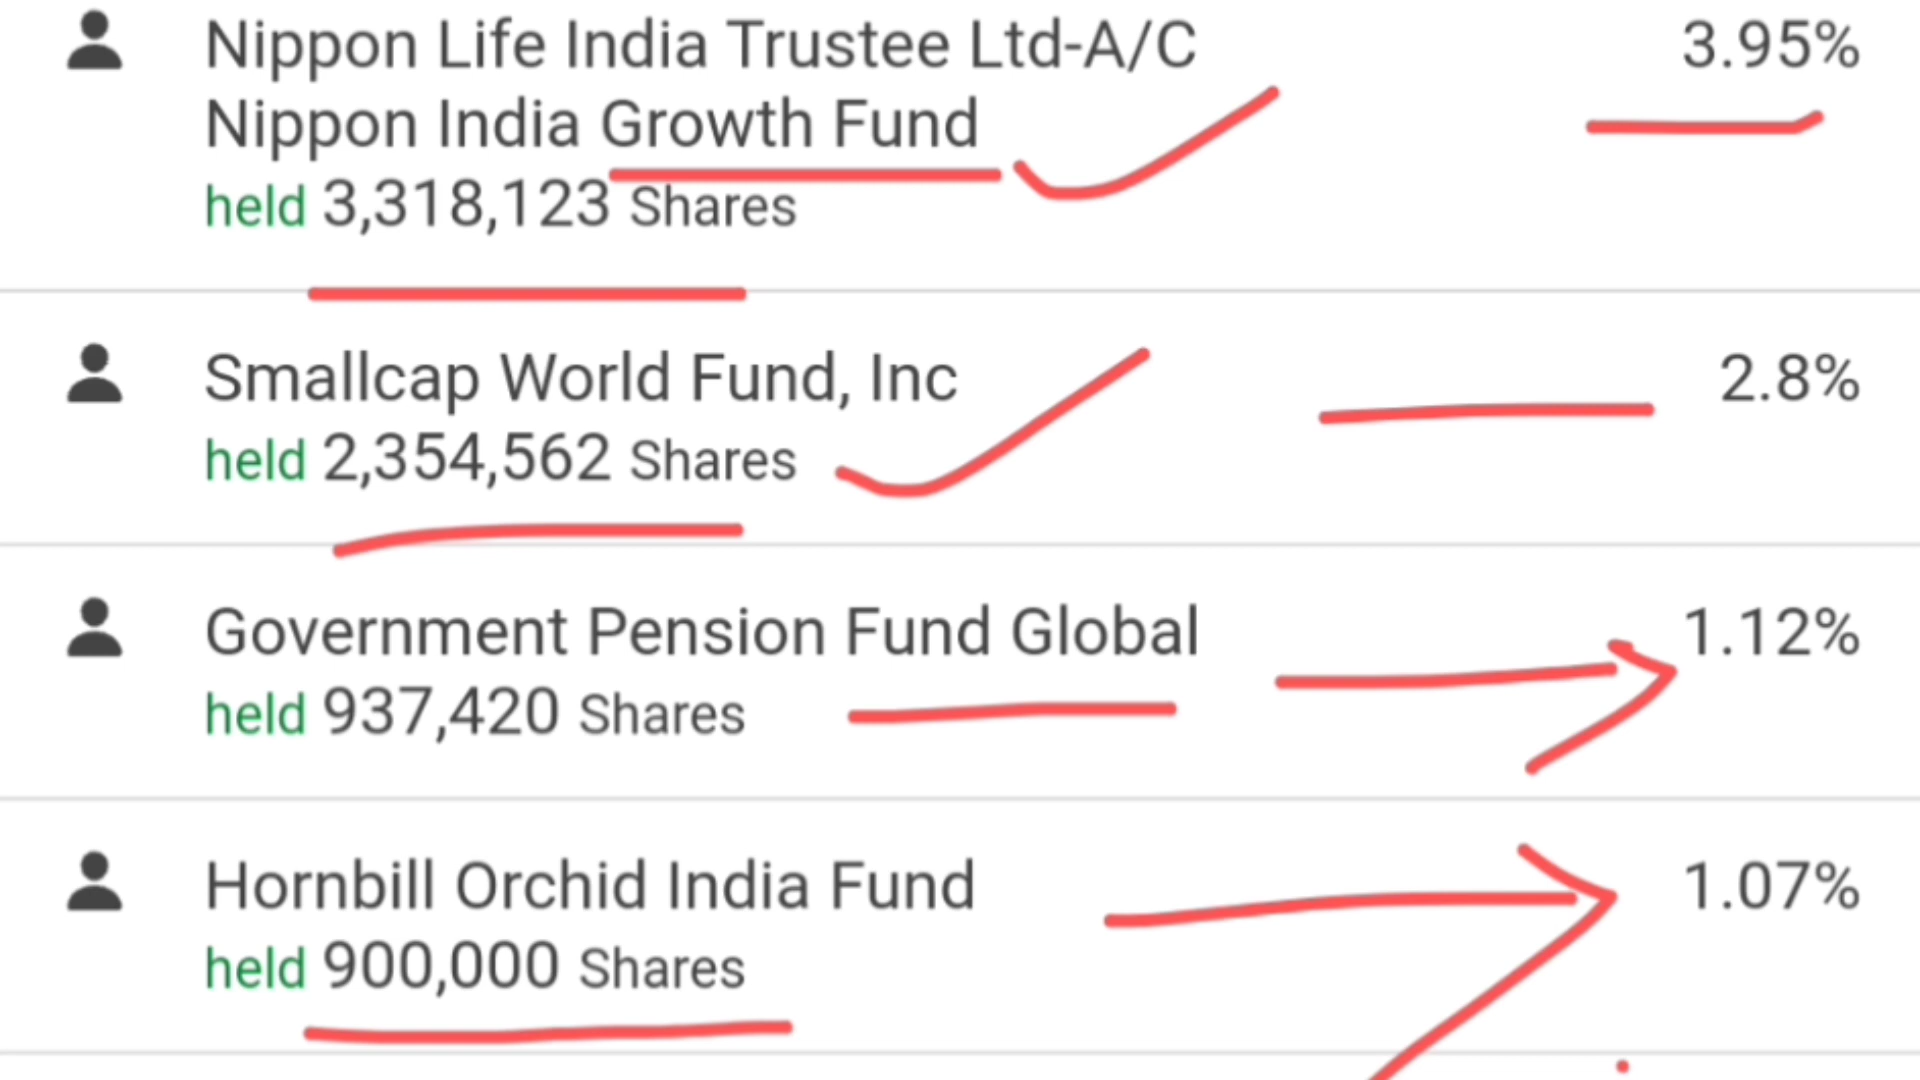 Nippon Life India Trustee Ltd-A/C 3.95%
Nippon India Growth Fund
held 3,318,123 Shares
Smallcap World Fund, Inc 2.8%
held 2,354,562 Shares
Government Pension Fund Global 1.12%
held 937,420 Shares
Hornbill Orchid India Fund 1.07%
held 900,000 Shares